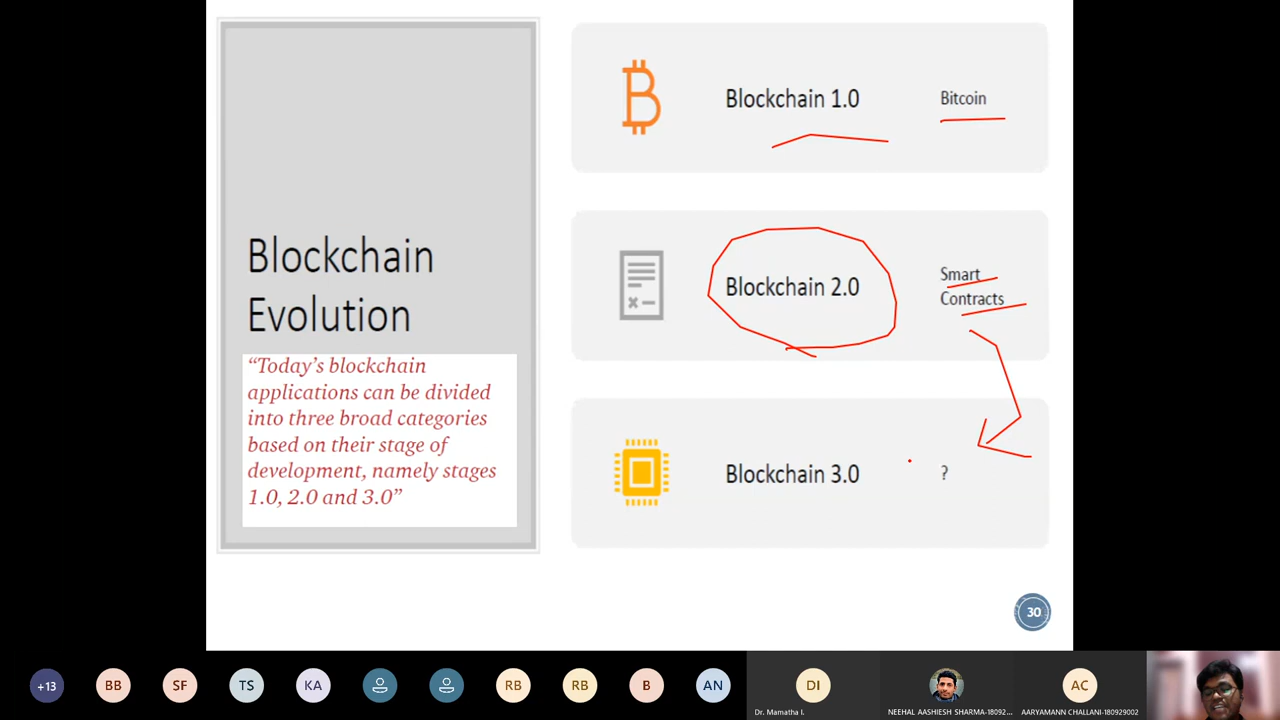 Blockchain
Evolution
“Today’s blockchain
applications can be divided
into three broad categories
based on their stage of
development, namely stages
1.0, 2.0 and 3.0”
Blockchain 1.0
Bitcoin
Blockchain 2.0
Smart
Contracts
Blockchain 3.0
?
30
+13
BB
SF
TS
KA
RB
RB
B
AN
DI
Dr. Mamatha I.
NEEHAL AASHIESH SHARMA-18092...
AC
AARYAMANN CHALLANI-180929002